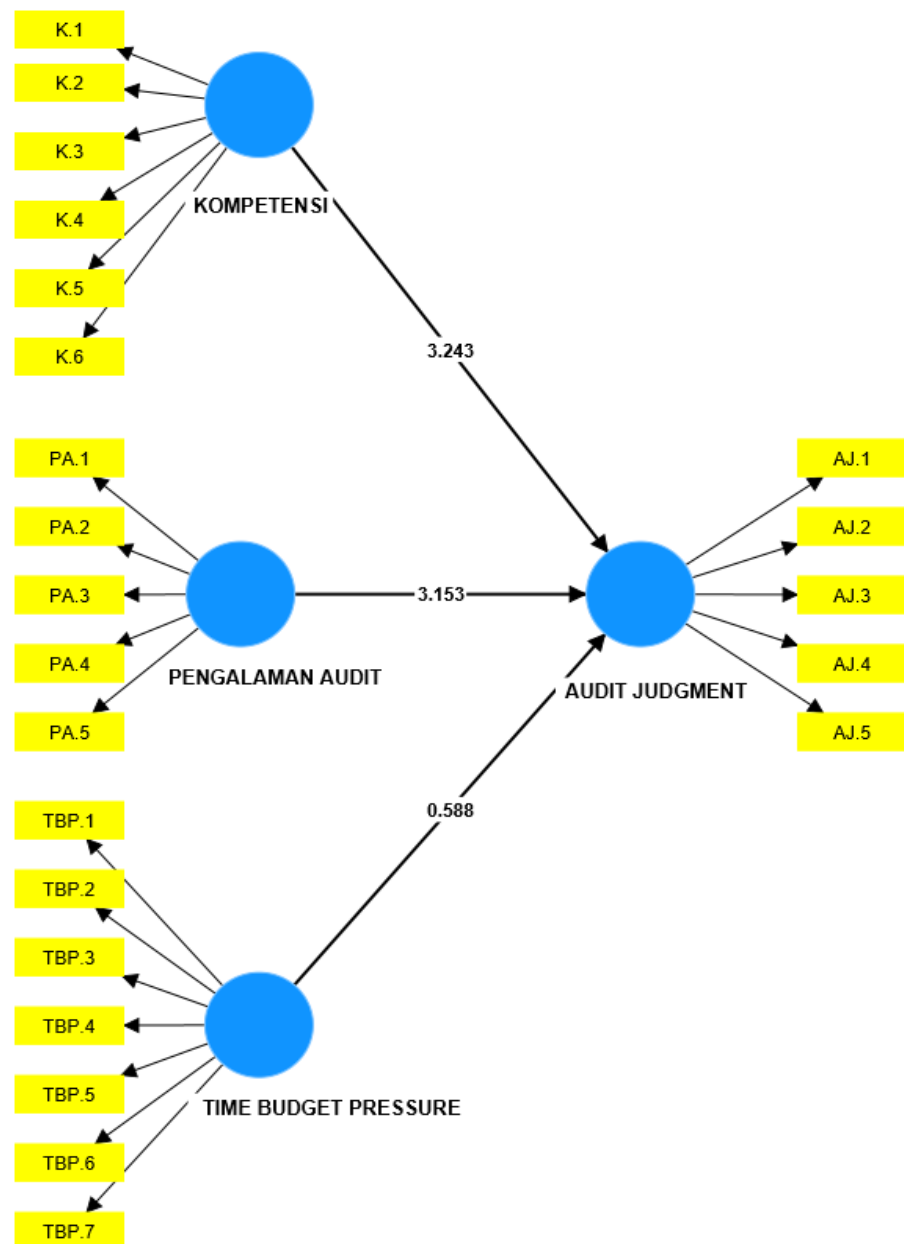 K.1
K.2
K.3
K.4
K.5
K.6
KOMPETENSI
3.243
PA.1
PA.2
PA.3
PA.4
PA.5
PENGALAMAN AUDIT
3.153
AJ.1
AJ.2
AJ.3
AJ.4
AJ.5
AUDIT JUDGMENT
0.588
TBP.1
TBP.2
TBP.3
TBP.4
TBP.5
TBP.6
TBP.7
TIME BUDGET PRESSURE